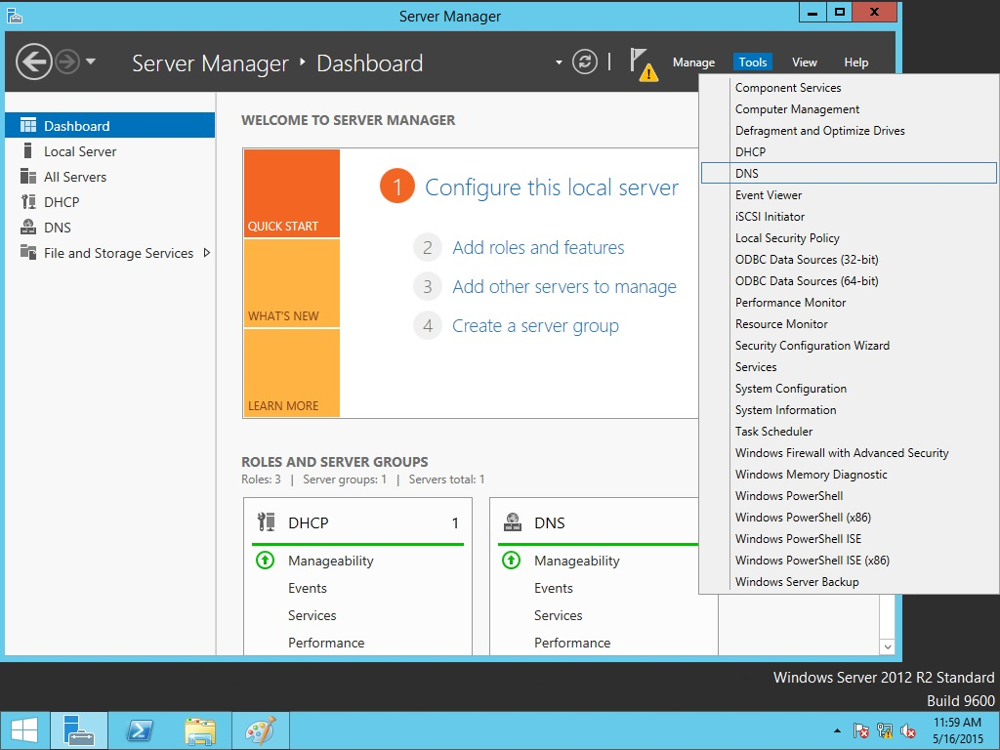 Server Manager
Server Manager Dashboard
Manage Tools View Help
Dashboard
Local Server
All Servers
DHCP
DNS
File and Storage Services
WELCOME TO SERVER MANAGER
QUICK START
WHAT'S NEW
LEARN MORE
1 Configure this local server
2 Add roles and features
3 Add other servers to manage
4 Create a server group
ROLES AND SERVER GROUPS
Roles: 3 | Server groups: 1 | Servers total: 1
DHCP 1
Manageability
Events
Services
Performance
DNS
Manageability
Events
Services
Performance
Component Services
Computer Management
Defragment and Optimize Drives
DHCP
DNS
Event Viewer
iSCSI Initiator
Local Security Policy
ODBC Data Sources (32-bit)
ODBC Data Sources (64-bit)
Performance Monitor
Resource Monitor
Security Configuration Wizard
Services
System Configuration
System Information
Task Scheduler
Windows Firewall with Advanced Security
Windows Memory Diagnostic
Windows PowerShell
Windows PowerShell (x86)
Windows PowerShell ISE
Windows PowerShell ISE (x86)
Windows Server Backup
Windows Server 2012 R2 Standard
Build 9600
11:59 AM
5/16/2015